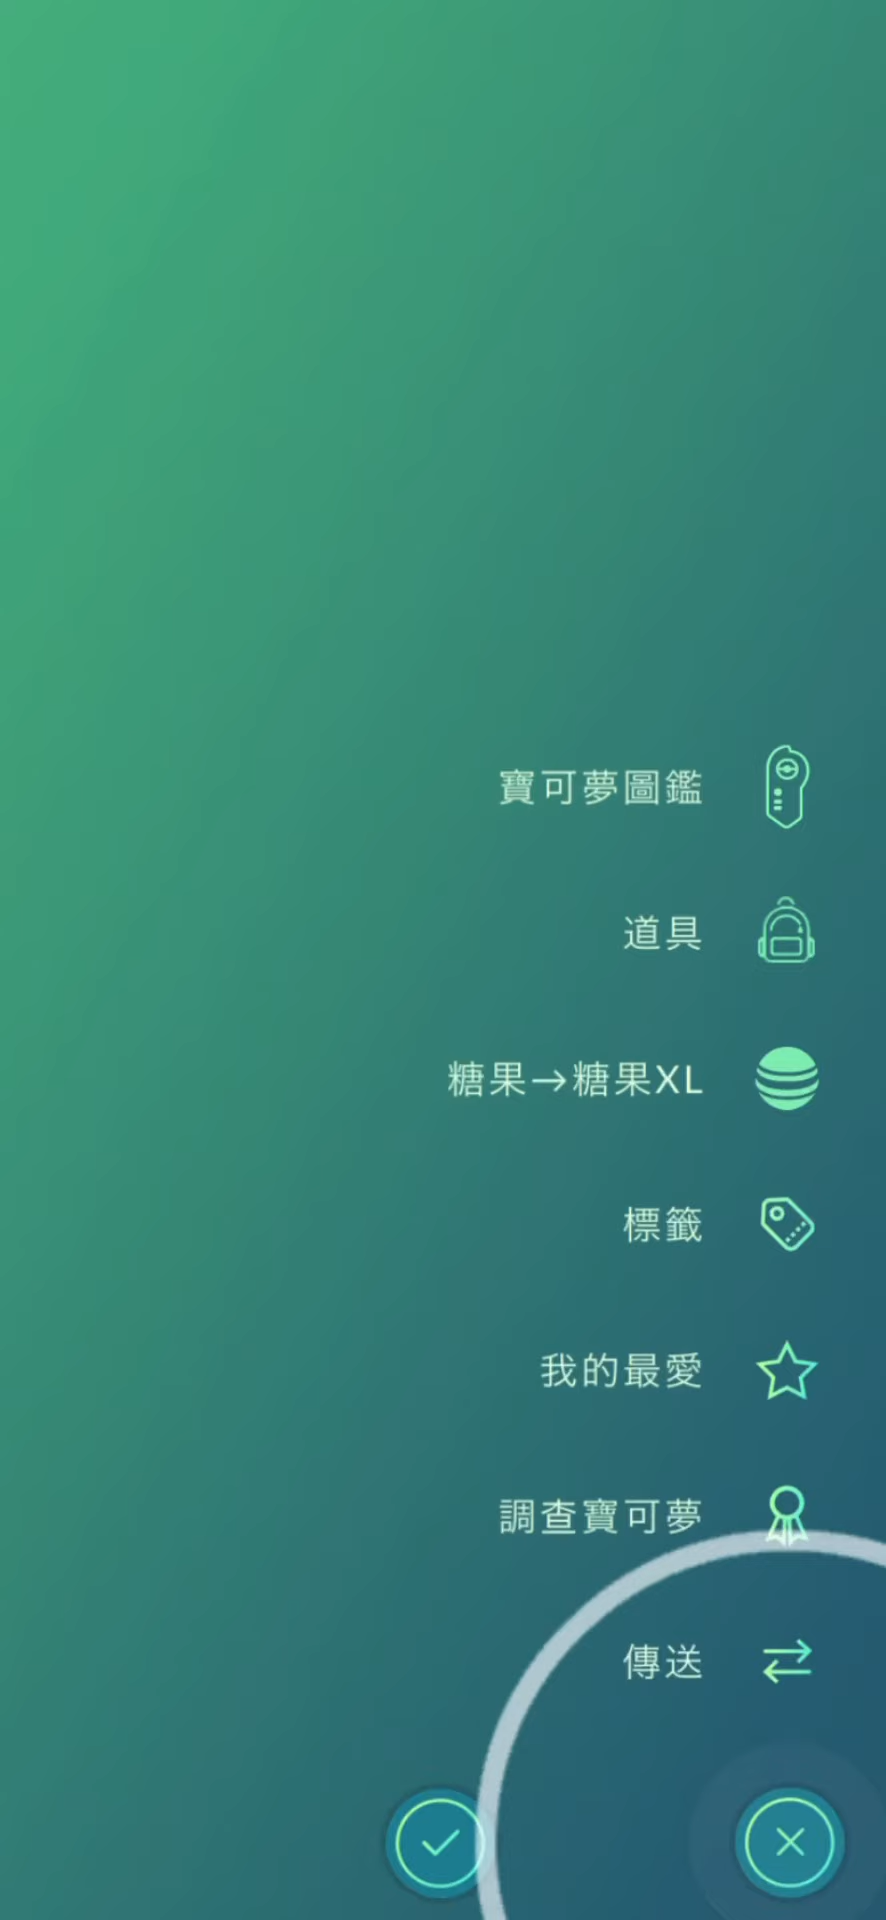 寶可夢圖鑑
道具
糖果→糖果XL
標籤
我的最愛
調查寶可夢
傳送